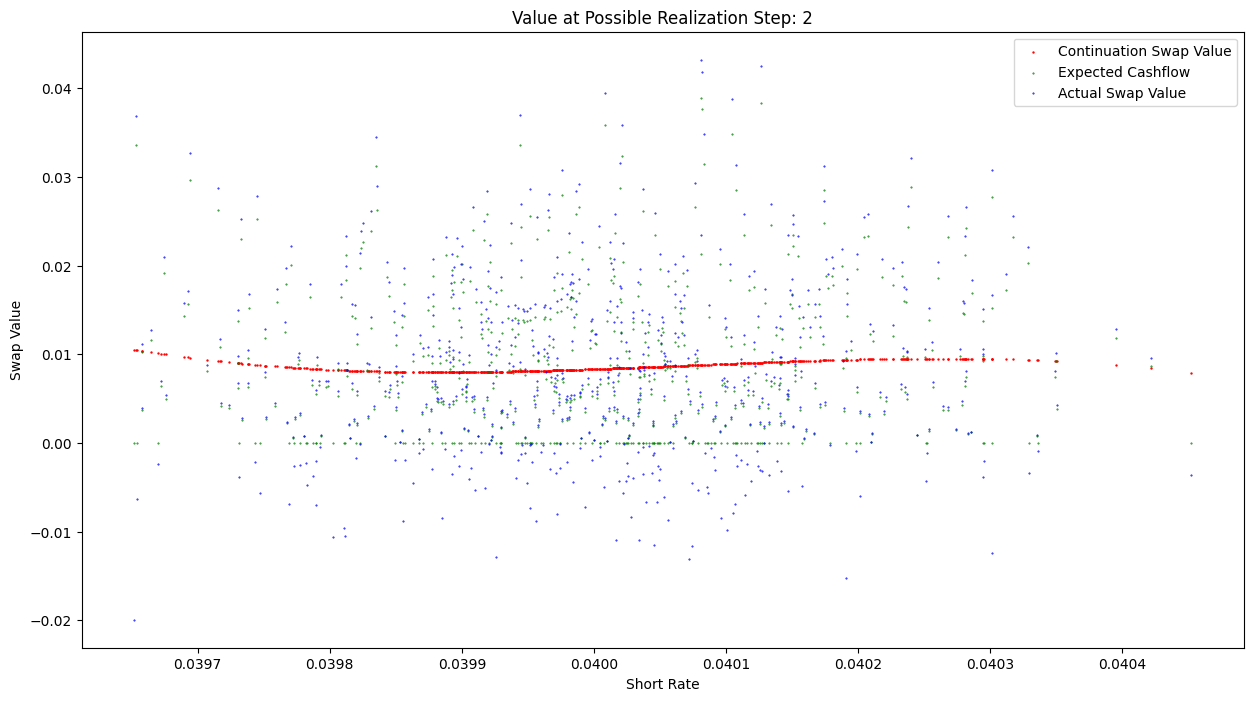 Value at Possible Realization Step: 2
Continuation Swap Value
Expected Cashflow
Actual Swap Value
Swap Value
0.04
0.03
0.02
0.01
0.00
−0.01
−0.02
0.0397 0.0398 0.0399 0.0400 0.0401 0.0402 0.0403 0.0404
Short Rate